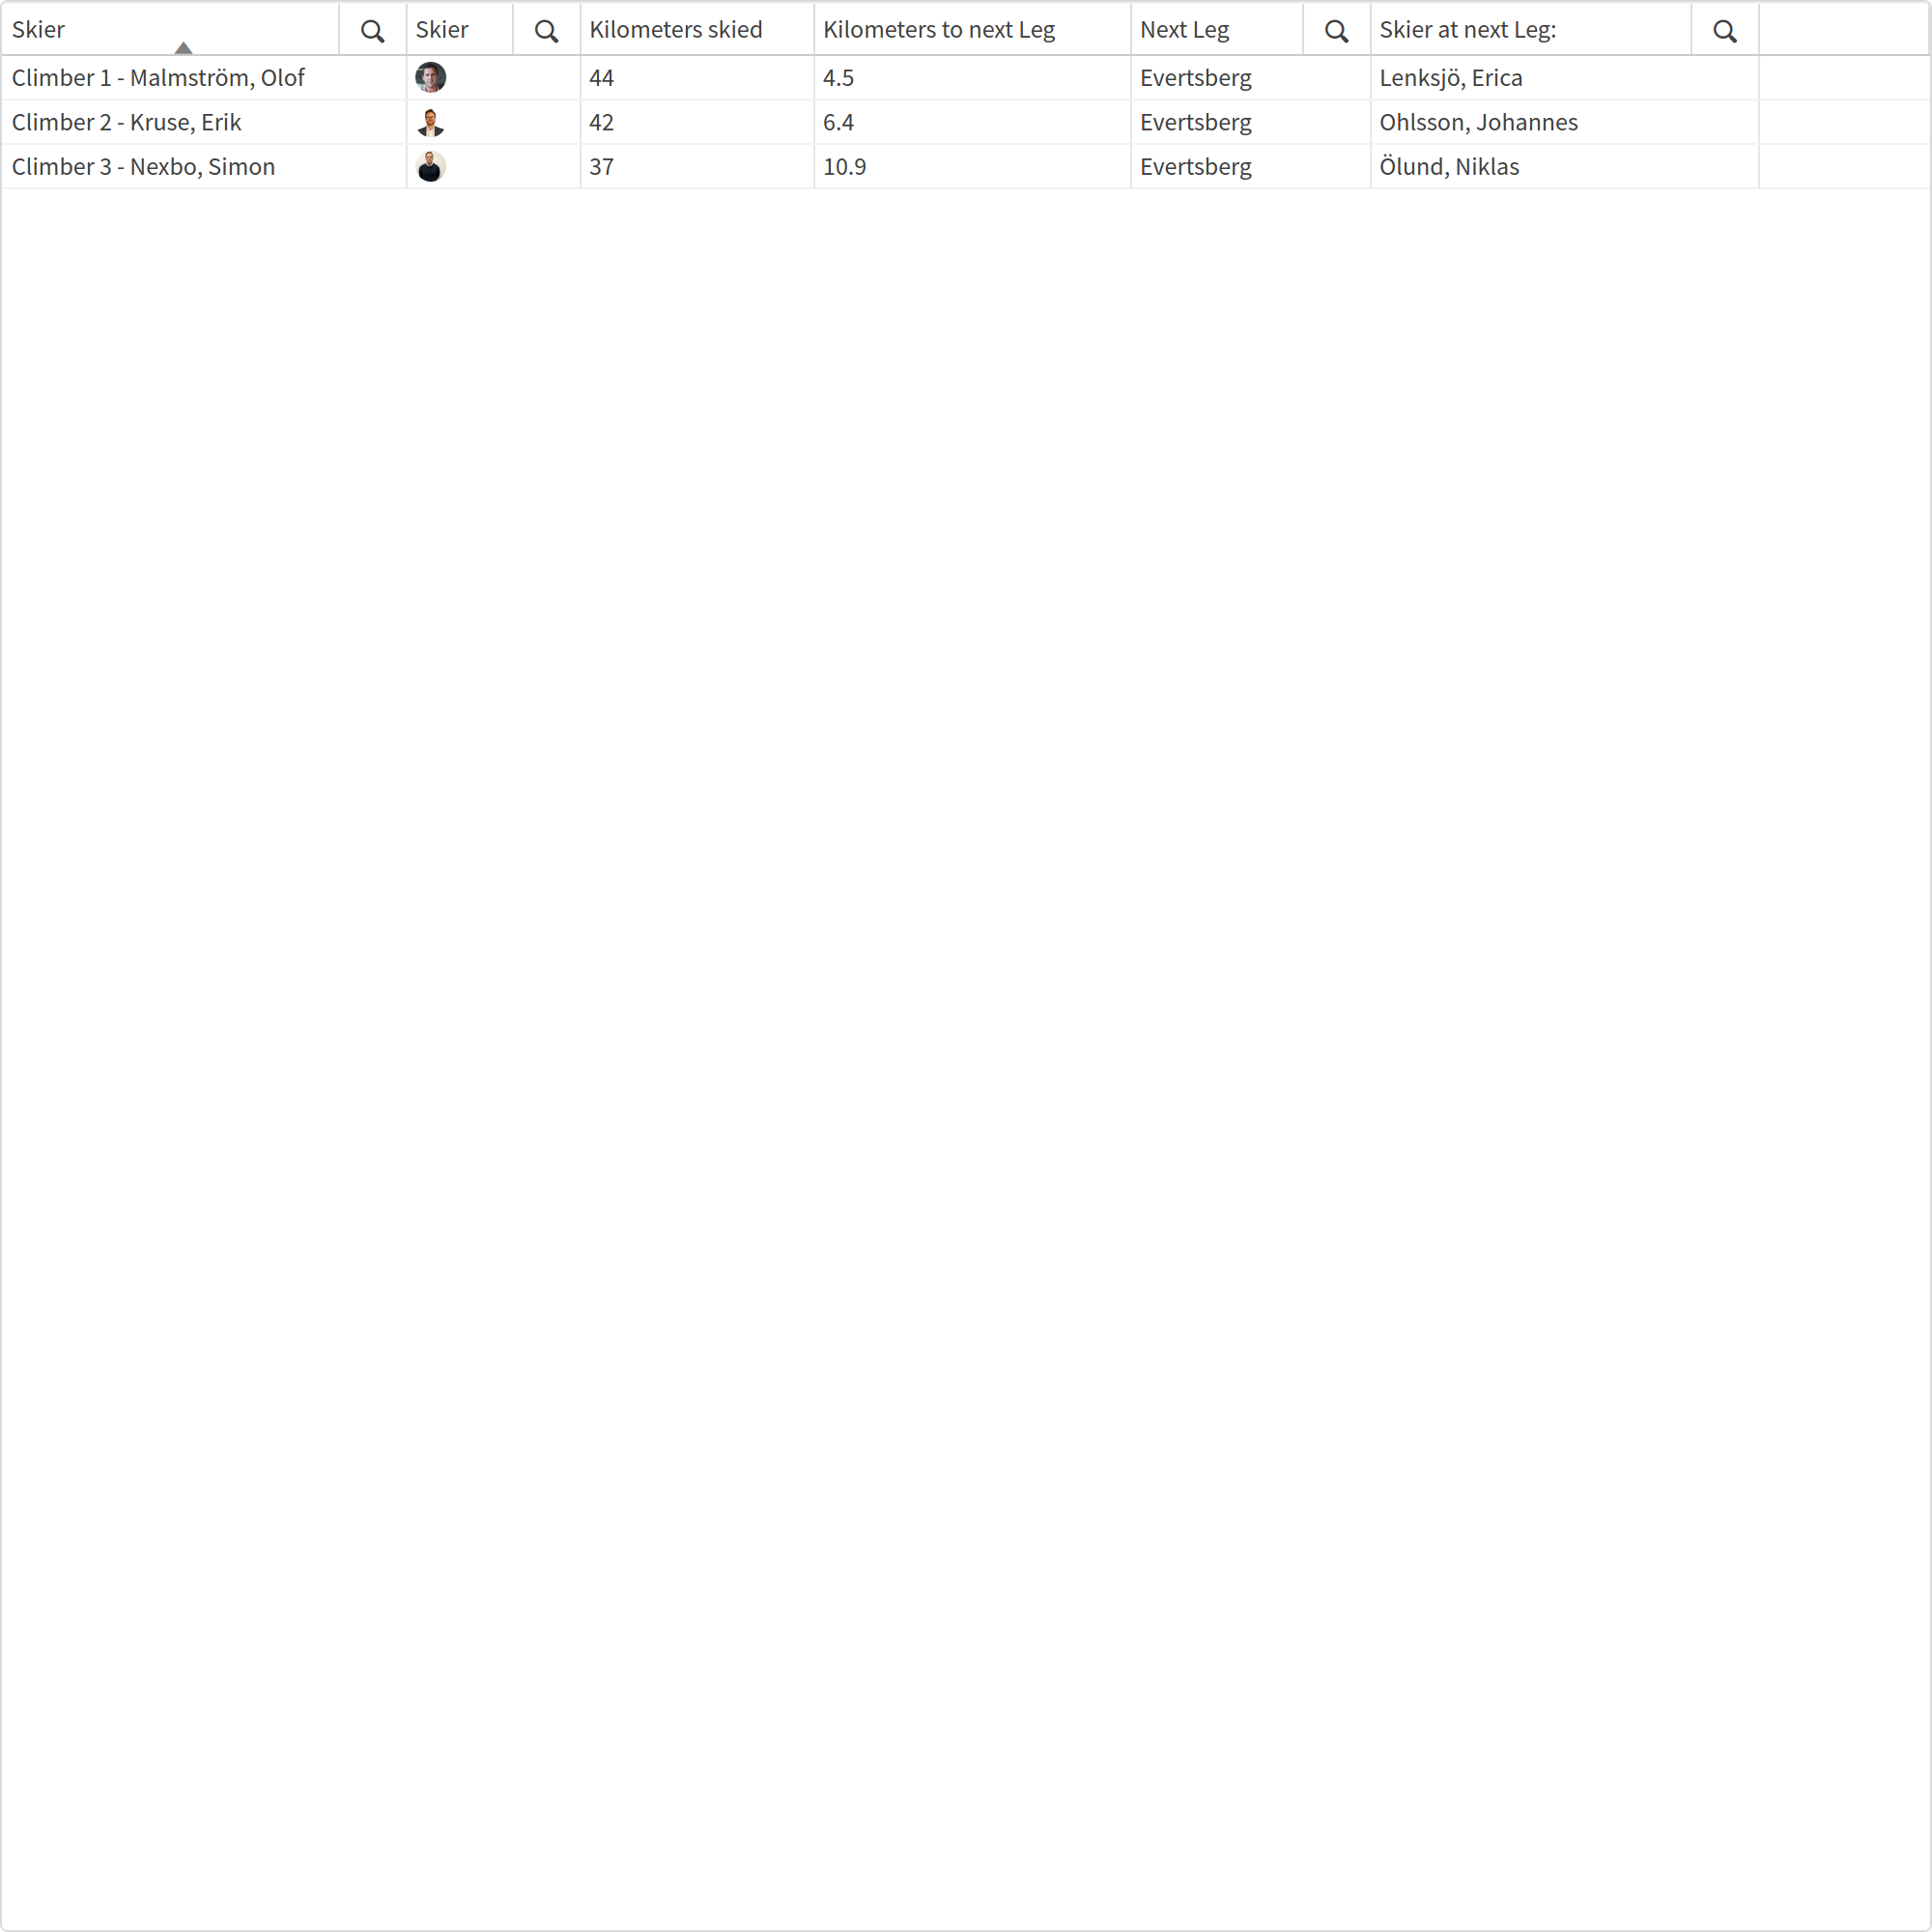 Skier Skier Kilometers skied Kilometers to next Leg Next Leg Skier at next Leg:
Climber 1 - Malmström, Olof 44 4.5 Evertsberg Lenksjö, Erica
Climber 2 - Kruse, Erik 42 6.4 Evertsberg Ohlsson, Johannes
Climber 3 - Nexbo, Simon 37 10.9 Evertsberg Ölund, Niklas